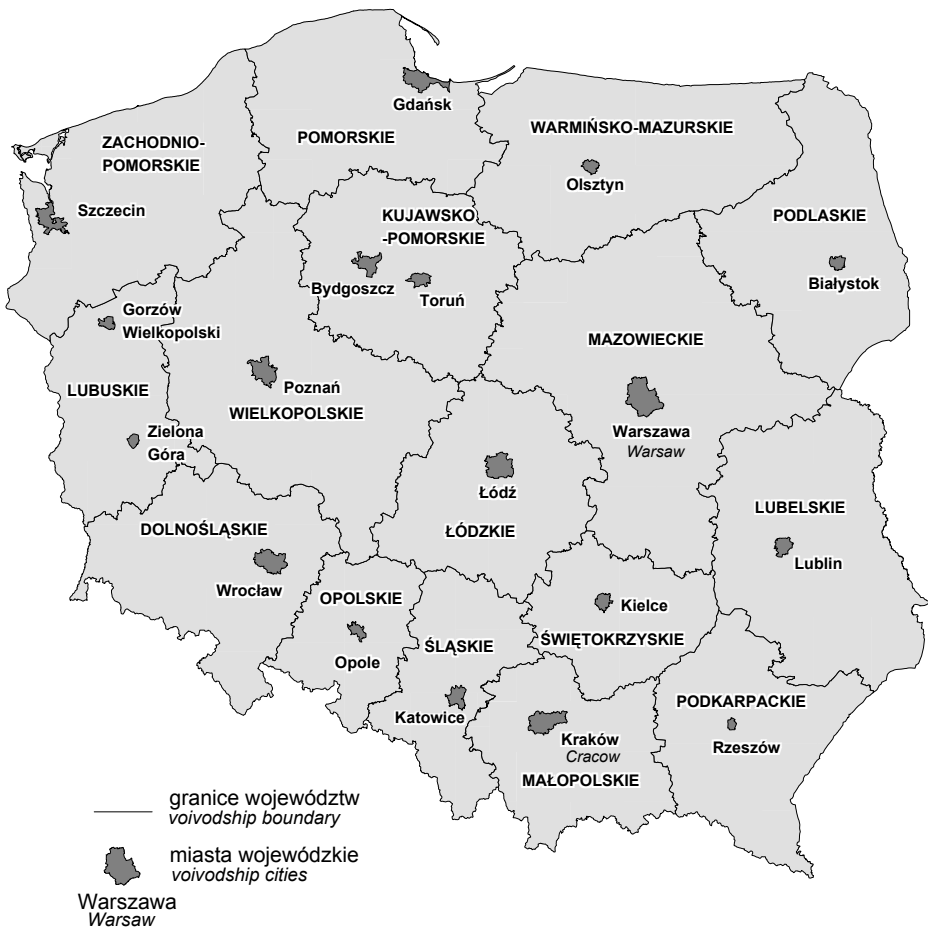 Gdańsk
POMORSKIE
WARMIŃSKO-MAZURSKIE
ZACHODNIO-
POMORSKIE
Olsztyn
Szczecin
KUJAWSKO
-POMORSKIE
PODLASKIE
Bydgoszcz
Toruń
Białystok
Gorzów
Wielkopolski
MAZOWIECKIE
LUBUSKIE
Poznań
WIELKOPOLSKIE
Warszawa
Warsaw
Zielona
Góra
Łódź
ŁÓDZKIE
LUBELSKIE
Lublin
DOLNOŚLĄSKIE
Wrocław
OPOLSKIE
Opole
ŚLĄSKIE
Katowice
Kielce
ŚWIĘTOKRZYSKIE
PODKARPACKIE
Rzeszów
Kraków
Cracow
MAŁOPOLSKIE
granice województw
voivodship boundary
miasta wojewódzkie
voivodship cities
Warszawa
Warsaw